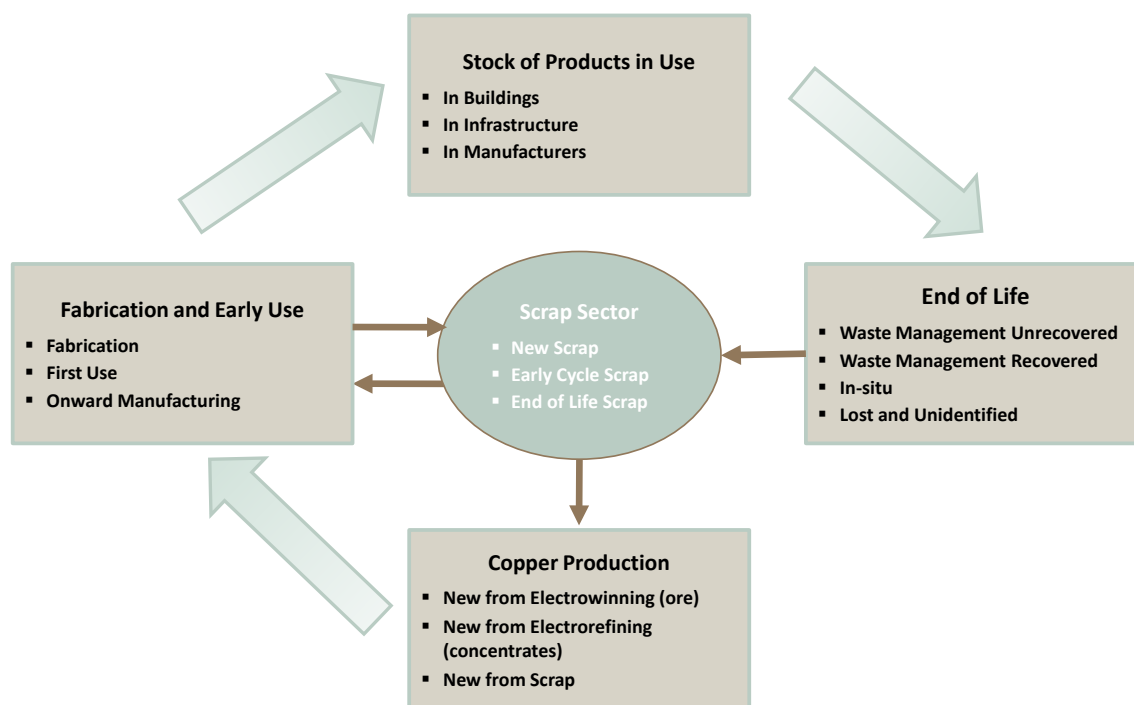 Stock of Products in Use
▪ In Buildings
▪ In Infrastructure
▪ In Manufacturers
Fabrication and Early Use
▪ Fabrication
▪ First Use
▪ Onward Manufacturing
Scrap Sector
▪ New Scrap
▪ Early Cycle Scrap
▪ End of Life Scrap
End of Life
▪ Waste Management Unrecovered
▪ Waste Management Recovered
▪ In-situ
▪ Lost and Unidentified
Copper Production
▪ New from Electrowinning (ore)
▪ New from Electrorefining
(concentrates)
▪ New from Scrap